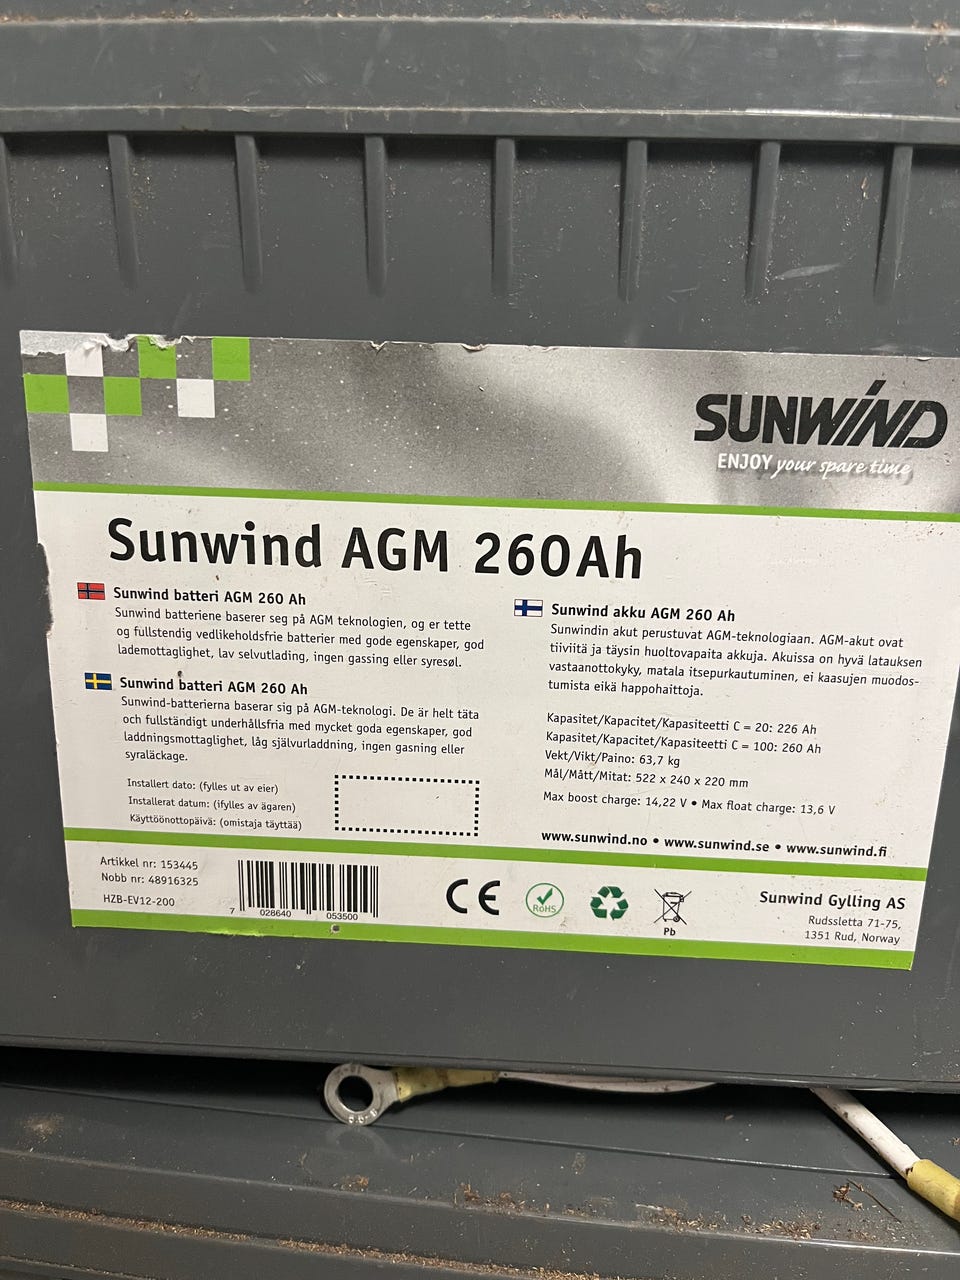 SUNWIND
ENJOY your spare time
Sunwind AGM 260Ah
Sunwind batteri AGM 260 Ah
Sunwind batteriene baserer seg på AGM teknologien, og er tette
og fullstendig vedlikeholdsfrie batterier med gode egenskaper, god
lademottaglighet, lav selvutlading, ingen gassing eller syresøl.
Sunwind batteri AGM 260 Ah
Sunwind-batterierna baserar sig på AGM-teknologi. De är helt täta
och fullständigt underhållsfria med mycket goda egenskaper, god
laddningsmottaglighet, låg självurladdning, ingen gasning eller
syraläckage.
Installert dato: (fylles ut av eier)
Installerat datum: (ifylles av ägaren)
Käyttöönottopäivä: (omistaja täyttää)
Sunwind akku AGM 260 Ah
Sunwindin akut perustuvat AGM-teknologiaan. AGM-akut ovat
tiiviitä ja täysin huoltovapaita akkuja. Akuissa on hyvä latauksen
vastaanottokyky, matala itsepurkautuminen, ei kaasujen muodos-
tumista eikä happohaittoja.
Kapasitet/Kapacitet/Kapasiteetti C = 20: 226 Ah
Kapasitet/Kapacitet/Kapasiteetti C = 100: 260 Ah
Vekt/Vikt/Paino: 63,7 kg
Mål/Mått/Mitat: 522 x 240 x 220 mm
Max boost charge: 14,22 V • Max float charge: 13,6 V
www.sunwind.no • www.sunwind.se • www.sunwind.fi
Artikkel nr: 153445
Nobb nr: 48916325
HZB-EV12-200
7 028640 053500
CE
RoHS
Pb
Sunwind Gylling AS
Rudssletta 71-75,
1351 Rud, Norway